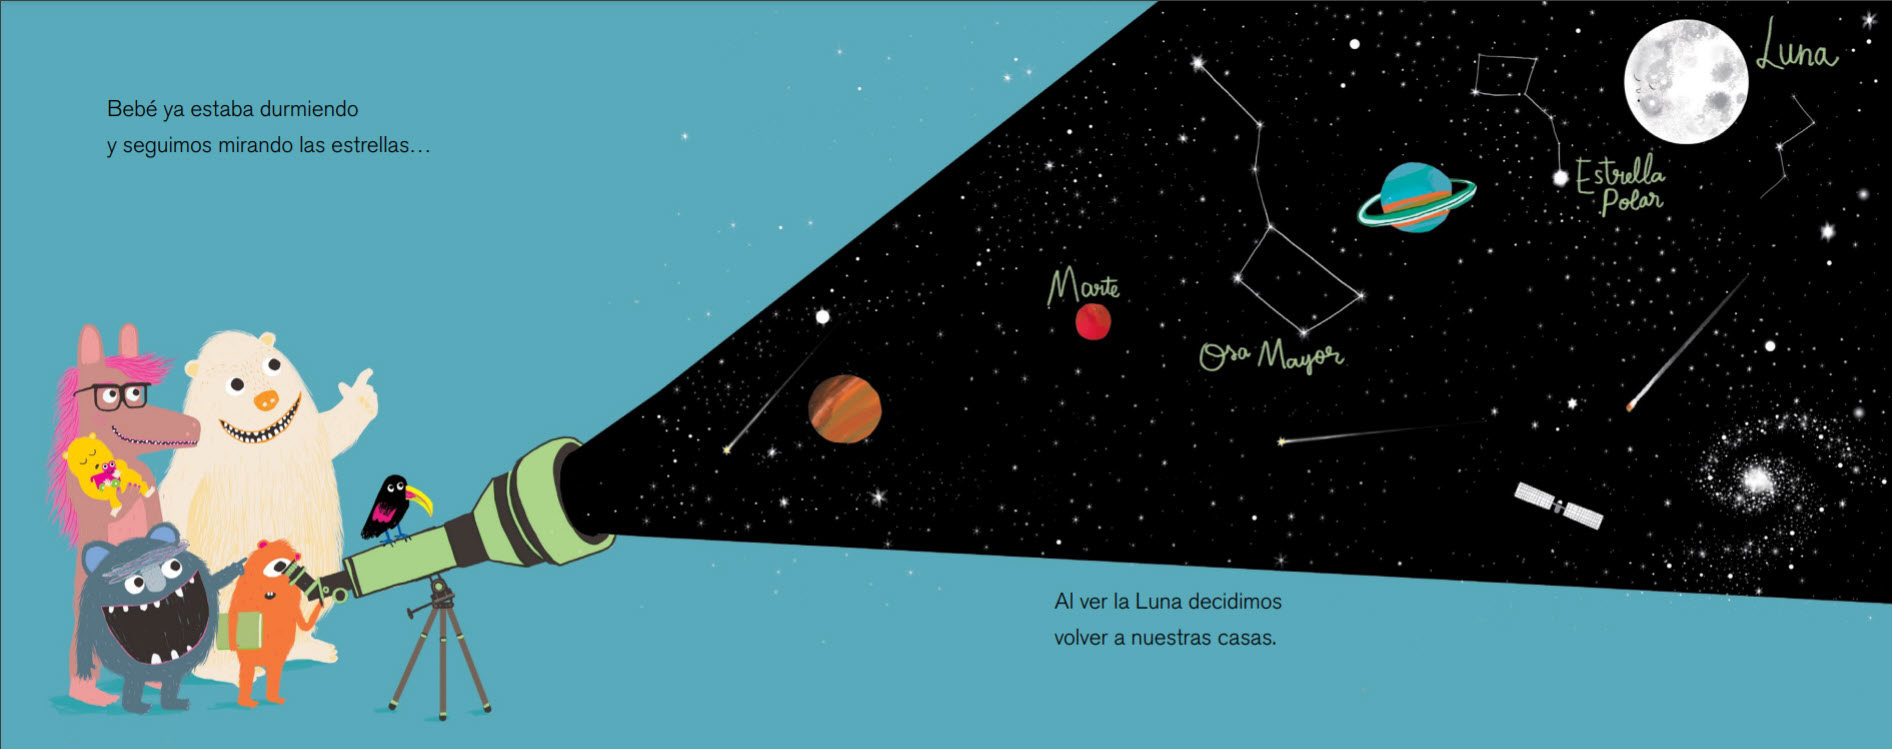 Bebé ya estaba durmiendo
y seguimos mirando las estrellas…
Luna
Estrella
Polar
Marte
Osa Mayor
Al ver la Luna decidimos
volver a nuestras casas.